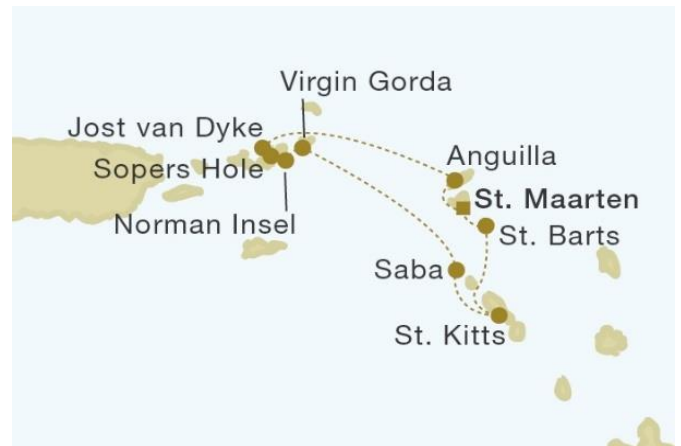 Virgin Gorda
Jost van Dyke
Sopers Hole
Anguilla
St. Maarten
Norman Insel
St. Barts
Saba
St. Kitts